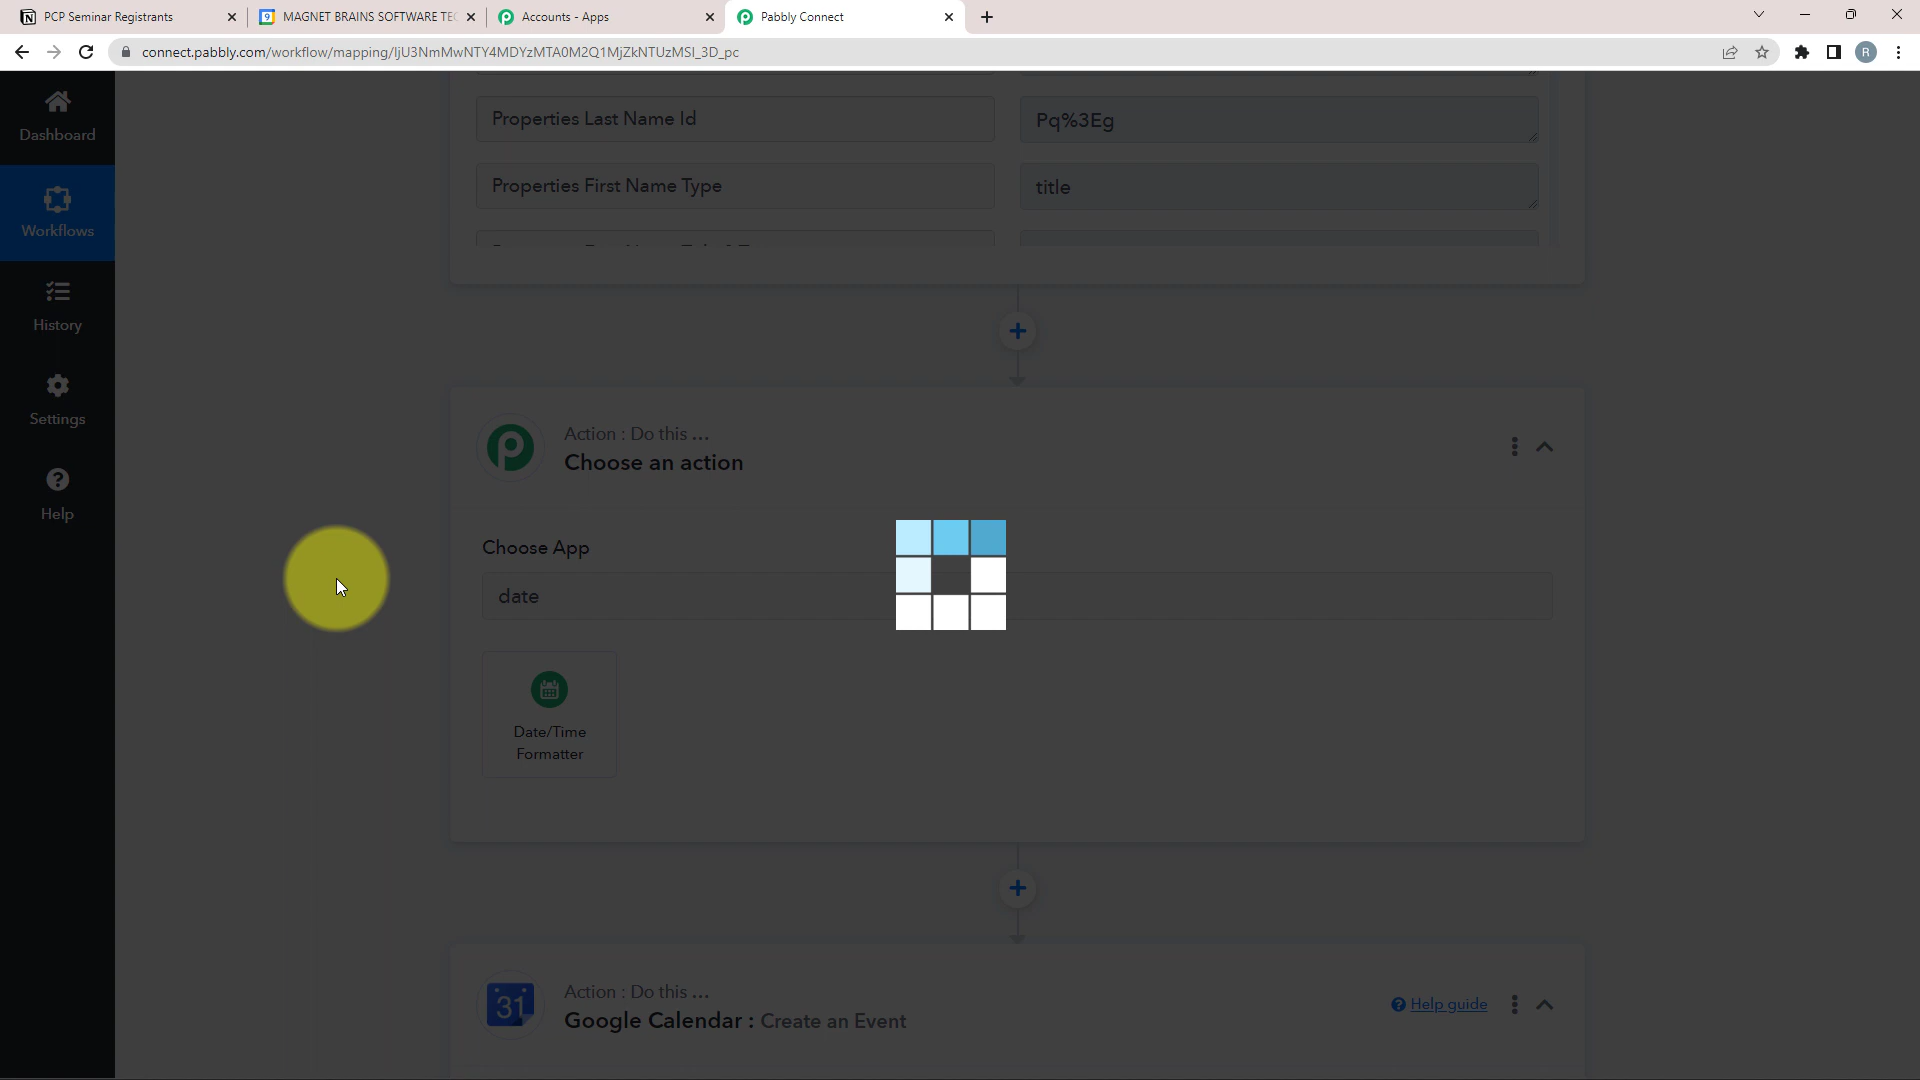 PCP Seminar Registrants
MAGNET BRAINS SOFTWARE TEC
Accounts - Apps
Pabbly Connect
connect.pabbly.com/workflow/mapping/IjU3NmMwNTY4MDYzMTA0M2Q1MjZkNTUzMSI_3D_pc
R
Dashboard
Workflows
History
Settings
Help
Properties Last Name Id
Pq%3Eg
Properties First Name Type
title
Action : Do this ...
Choose an action
Choose App
date
Date/Time
Formatter
31
Action : Do this ...
Google Calendar : Create an Event
Help guide